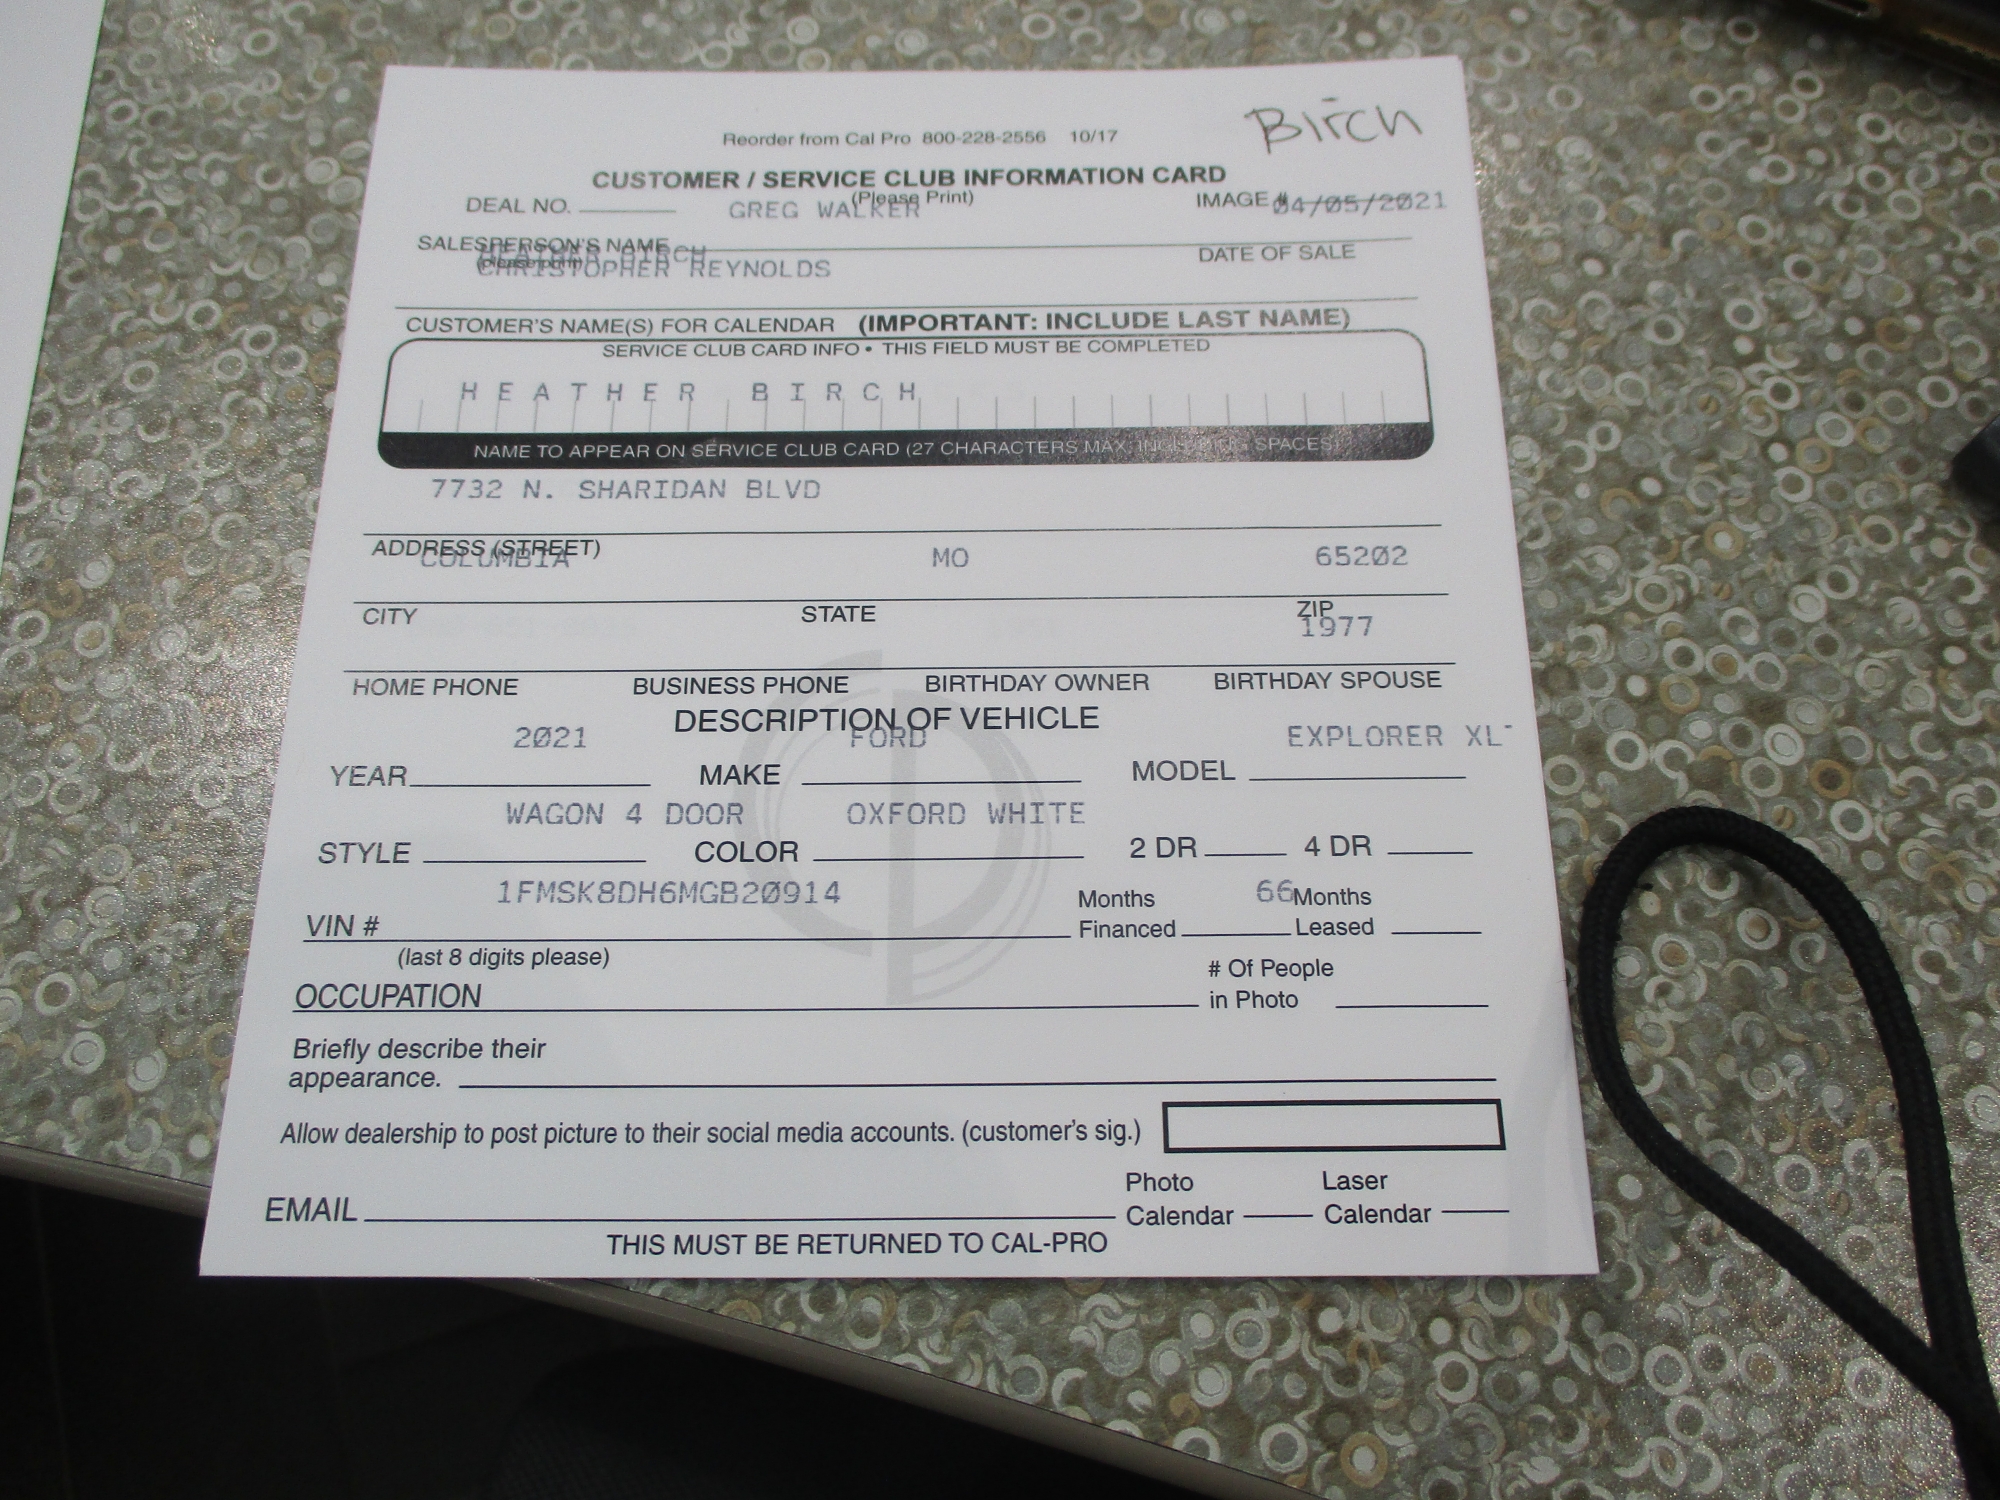 Birch
Reorder from Cal Pro 800-228-2556 10/17
CUSTOMER / SERVICE CLUB INFORMATION CARD
(Please Print)
DEAL NO. GREG WALKER IMAGE # 04/05/2021
SALESPERSON'S NAME DATE OF SALE
(please print)
HEATHER BIRCH
CHRISTOPHER REYNOLDS
CUSTOMER'S NAME(S) FOR CALENDAR (IMPORTANT: INCLUDE LAST NAME)
SERVICE CLUB CARD INFO • THIS FIELD MUST BE COMPLETED
HEATHER BIRCH
NAME TO APPEAR ON SERVICE CLUB CARD (27 CHARACTERS MAX. INCLUDING SPACES)
7732 N. SHARIDAN BLVD
ADDRESS (STREET)
COLUMBIA MO 65202
CITY STATE ZIP
1977
HOME PHONE BUSINESS PHONE BIRTHDAY OWNER BIRTHDAY SPOUSE
DESCRIPTION OF VEHICLE
2021 FORD EXPLORER XL
YEAR MAKE MODEL
WAGON 4 DOOR OXFORD WHITE
STYLE COLOR 2 DR 4 DR
1FMSK8DH6MGB20914 Months 66 Months
VIN # Financed Leased
(last 8 digits please) # Of People
OCCUPATION in Photo
Briefly describe their
appearance.
Allow dealership to post picture to their social media accounts. (customer's sig.)
Photo Laser
EMAIL Calendar Calendar
THIS MUST BE RETURNED TO CAL-PRO